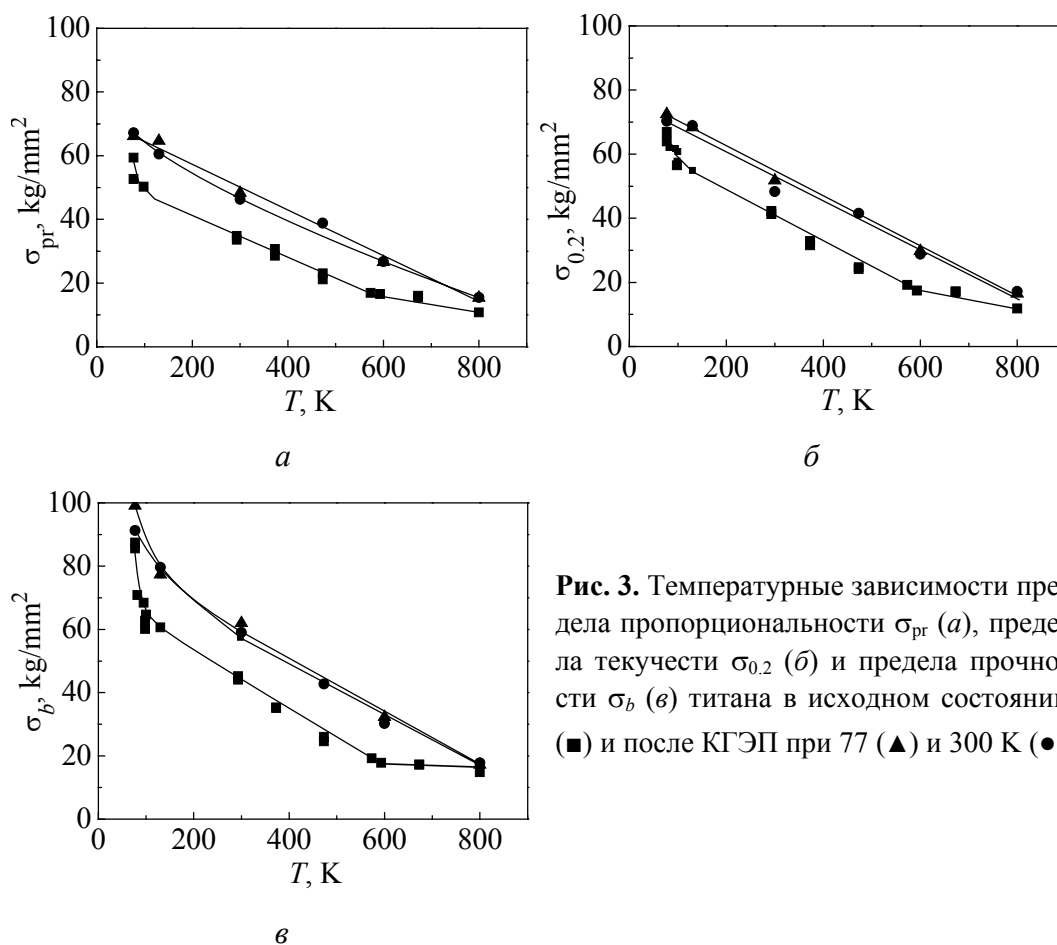 100
80
60
40
20
0
σpr, kg/mm2
0 200 400 600 800
T, K
а
100
80
60
40
20
0
σ0.2, kg/mm2
0 200 400 600 800
T, K
б
100
80
60
40
20
0
σb, kg/mm2
0 200 400 600 800
T, K
в
Рис. 3. Температурные зависимости пре-
дела пропорциональности σpr (а), преде-
ла текучести σ0.2 (б) и предела прочно-
сти σb (в) титана в исходном состоянии
(■) и после КГЭП при 77 (▲) и 300 K (●